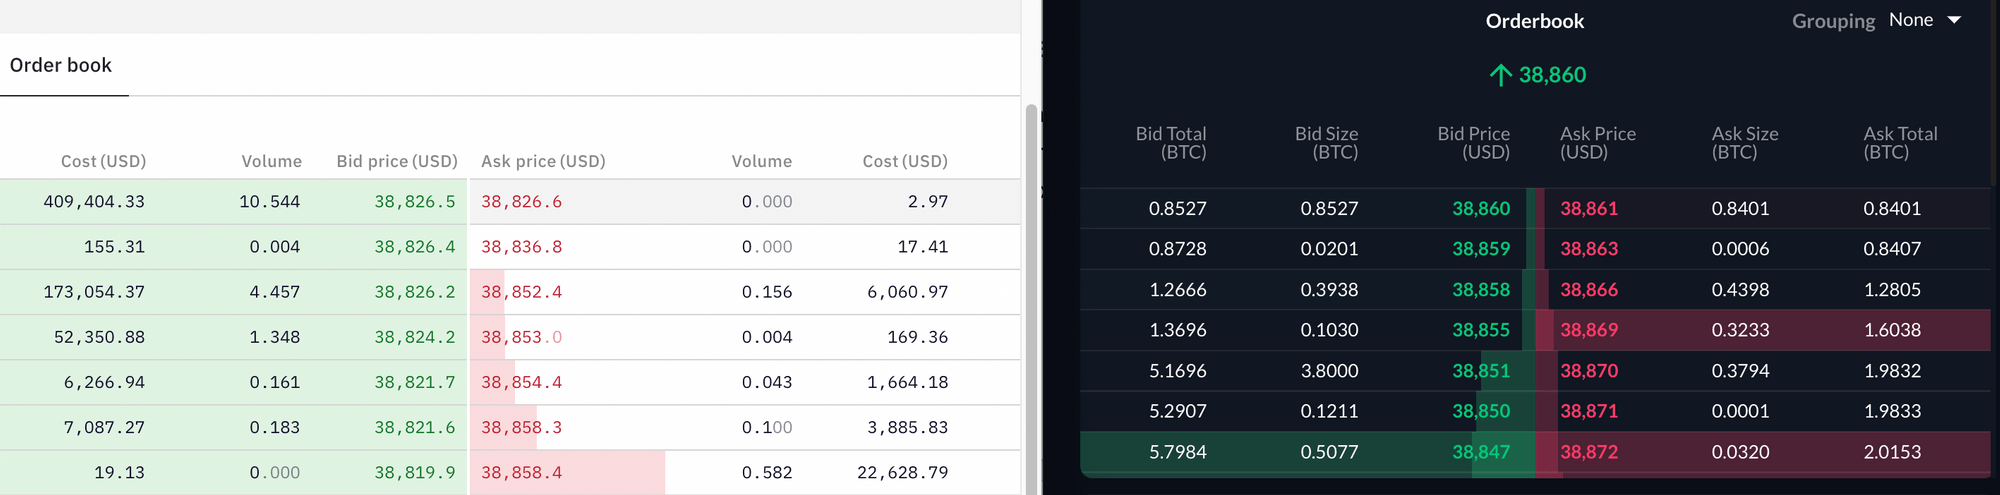 Order book
Cost (USD) Volume Bid price (USD) Ask price (USD) Volume Cost (USD)
409,404.33 10.544 38,826.5 38,826.6 0.000 2.97
155.31 0.004 38,826.4 38,836.8 0.000 17.41
173,054.37 4.457 38,826.2 38,852.4 0.156 6,060.97
52,350.88 1.348 38,824.2 38,853.0 0.004 169.36
6,266.94 0.161 38,821.7 38,854.4 0.043 1,664.18
7,087.27 0.183 38,821.6 38,858.3 0.100 3,885.83
19.13 0.000 38,819.9 38,858.4 0.582 22,628.79
Orderbook Grouping None
38,860
Bid Total Bid Size Bid Price Ask Price Ask Size Ask Total
(BTC) (BTC) (USD) (USD) (BTC) (BTC)
0.8527 0.8527 38,860 38,861 0.8401 0.8401
0.8728 0.0201 38,859 38,863 0.0006 0.8407
1.2666 0.3938 38,858 38,866 0.4398 1.2805
1.3696 0.1030 38,855 38,869 0.3233 1.6038
5.1696 3.8000 38,851 38,870 0.3794 1.9832
5.2907 0.1211 38,850 38,871 0.0001 1.9833
5.7984 0.5077 38,847 38,872 0.0320 2.0153